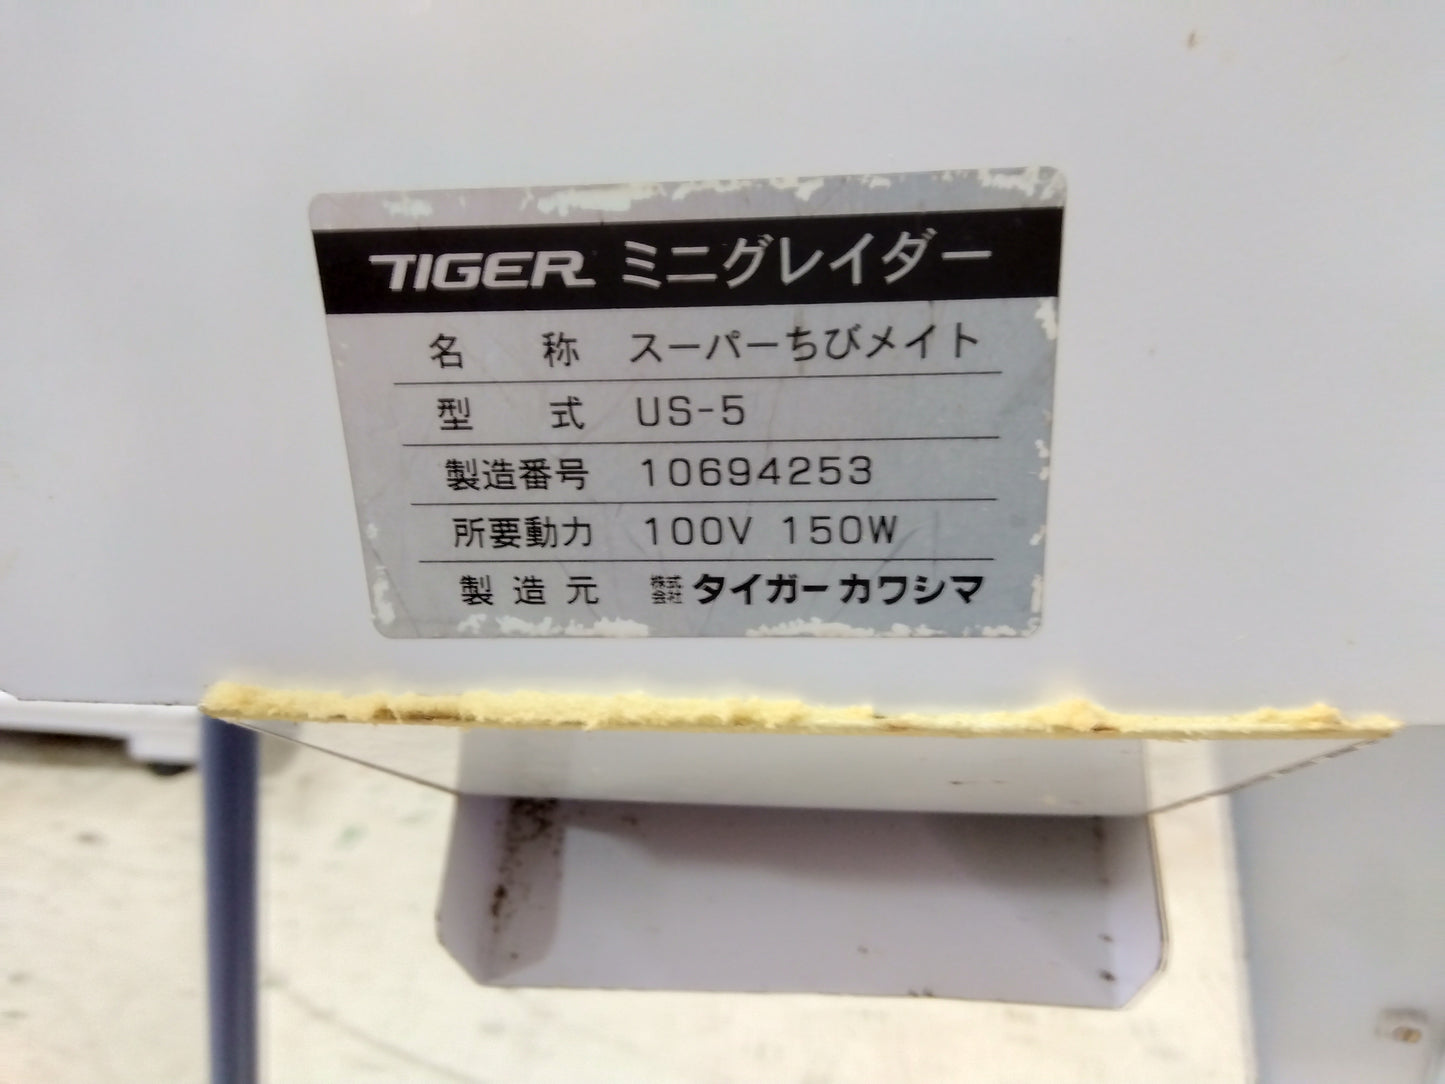 TIGER ミニグレイダー
名称 スーパーちびメイト
型式 US-5
製造番号 10694253
所要動力 100V 150W
製造元 株式会社 タイガーカワシマ